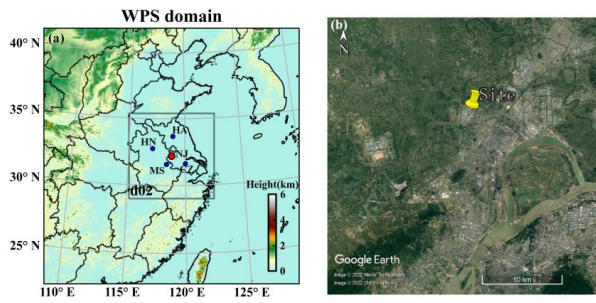 WPS domain
(a)
40° N
35° N
30° N
25° N
110° E
115° E
120° E
125° E
HA
HN
NJ
MS
CZ
d02
Height(km)
6
4
2
0
(b)
N
Site
Google Earth
10 km